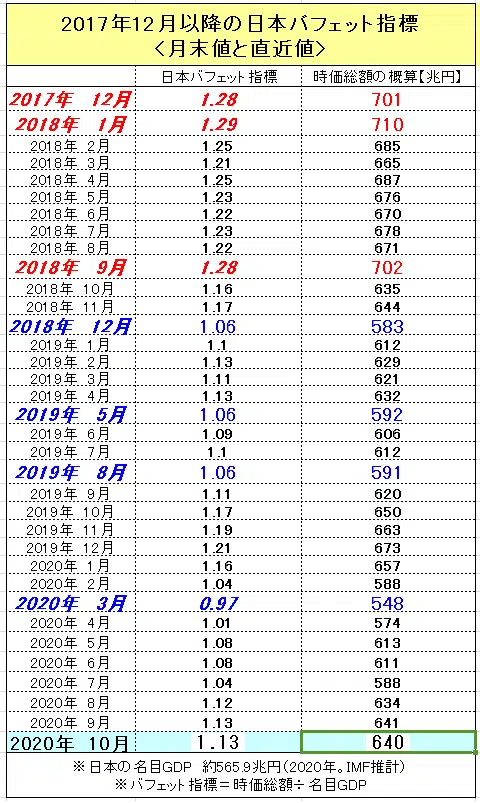 2017年12月以降の日本バフェット指標
<月末値と直近値>
日本バフェット指標 時価総額の概算【兆円】
2017年 12月 1.28 701
2018年 1月 1.29 710
2018年 2月 1.25 685
2018年 3月 1.21 665
2018年 4月 1.25 687
2018年 5月 1.23 676
2018年 6月 1.22 670
2018年 7月 1.23 678
2018年 8月 1.22 671
2018年 9月 1.28 702
2018年 10月 1.16 635
2018年 11月 1.17 644
2018年 12月 1.06 583
2019年 1月 1.1 612
2019年 2月 1.13 629
2019年 3月 1.11 621
2019年 4月 1.13 632
2019年 5月 1.06 592
2019年 6月 1.09 606
2019年 7月 1.1 612
2019年 8月 1.06 591
2019年 9月 1.11 620
2019年 10月 1.17 650
2019年 11月 1.19 663
2019年 12月 1.21 673
2020年 1月 1.16 657
2020年 2月 1.04 588
2020年 3月 0.97 548
2020年 4月 1.01 574
2020年 5月 1.08 613
2020年 6月 1.08 611
2020年 7月 1.04 588
2020年 8月 1.12 634
2020年 9月 1.13 641
2020年 10月 1.13 640
※日本の名目GDP 約565.9兆円(2020年。IMF推計)
※バフェット指標=時価総額÷名目GDP